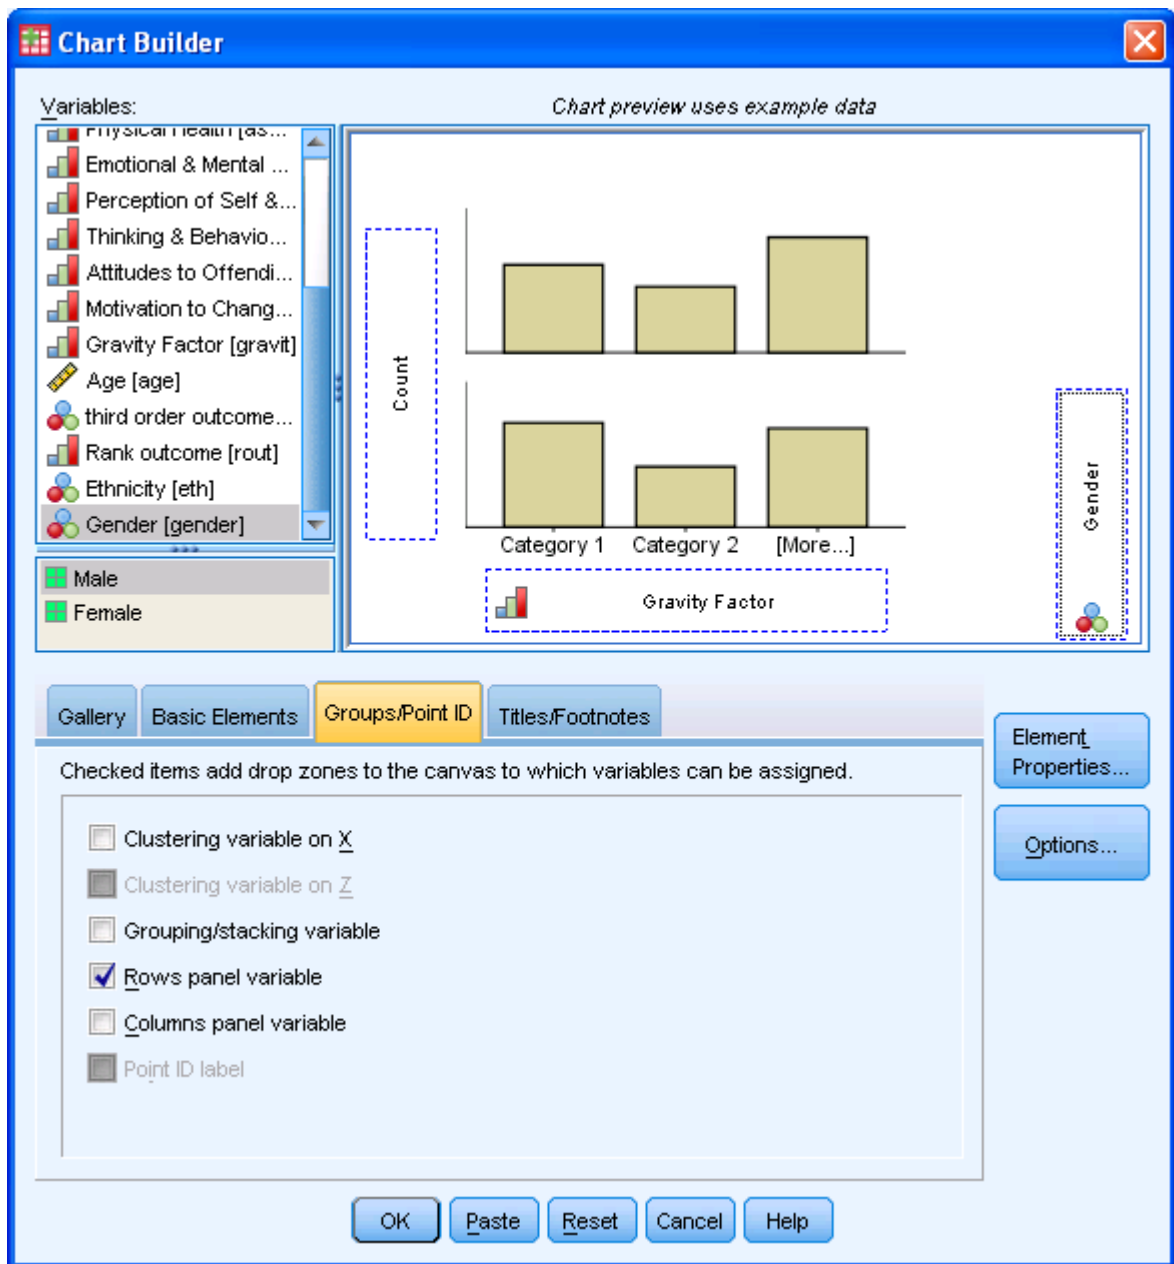 Chart Builder
Variables:
Chart preview uses example data
Physical Health [as...
Emotional & Mental ...
Perception of Self &...
Thinking & Behavio...
Attitudes to Offendi...
Motivation to Chang...
Gravity Factor [gravit]
Age [age]
third order outcome...
Rank outcome [rout]
Ethnicity [eth]
Gender [gender]
Male
Female
Count
Category 1 Category 2 [More...]
Gravity Factor
Gender
Gallery Basic Elements Groups/Point ID Titles/Footnotes
Checked items add drop zones to the canvas to which variables can be assigned.
Clustering variable on X
Clustering variable on Z
Grouping/stacking variable
Rows panel variable
Columns panel variable
Point ID label
Element
Properties...
Options...
OK Paste Reset Cancel Help